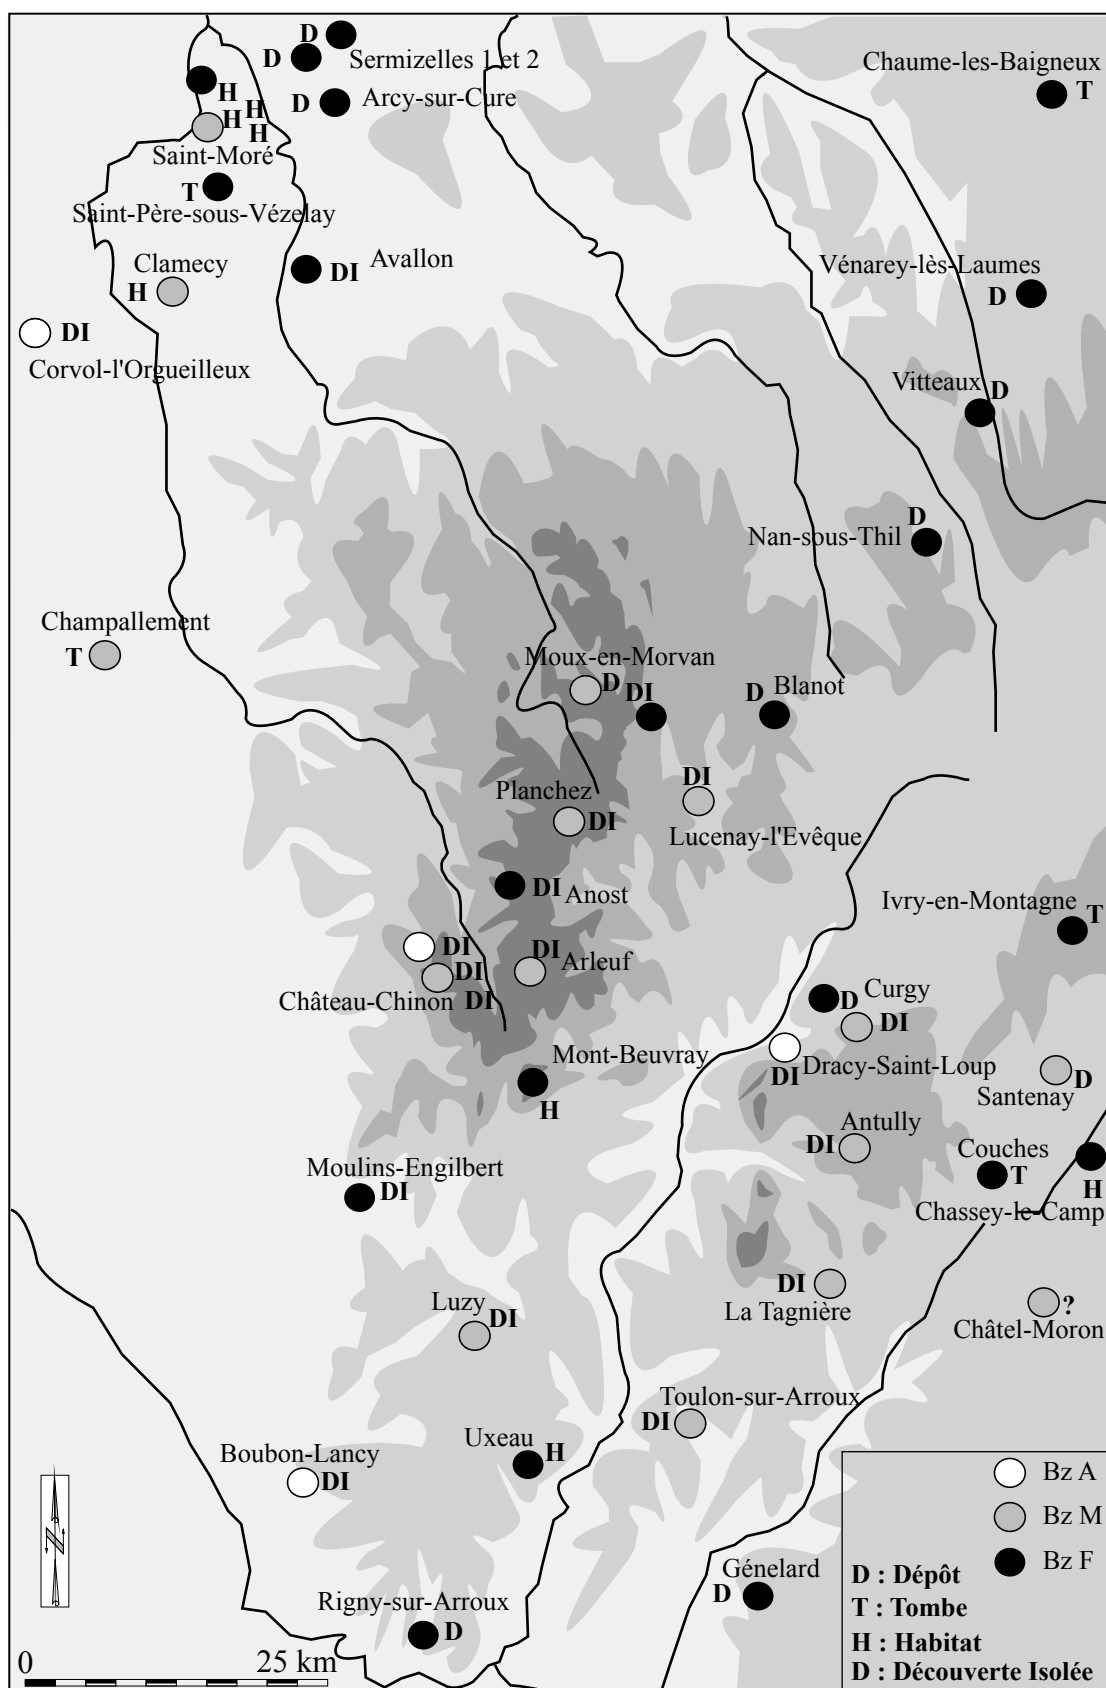 D
D Sermizelles 1 et 2
Chaume-les-Baigneux
T
H
D Arcy-sur-Cure
H H
H
Saint-Moré
T
Saint-Père-sous-Vézelay
Clamecy
H
DI Avallon
Vénarey-lès-Laumes
D
DI
Corvol-l'Orgueilleux
Vitteaux D
D
Nan-sous-Thil
Champallement
T
Moux-en-Morvan
D DI
D Blanot
DI
Planchez
DI
Lucenay-l'Evêque
DI Anost
Ivry-en-Montagne
T
DI
DI
DI Arleuf
Château-Chinon DI
Curgy
D
DI
Mont-Beuvray
H
Dracy-Saint-Loup
DI
Santenay D
Antully
DI
Moulins-Engilbert
DI
Couches
T
H
Chassey-le-Camp
Luzy DI
DI
La Tagnière
?
Châtel-Moron
Toulon-sur-Arroux
DI
Uxeau H
Boubon-Lancy
DI
Génelard
D
Rigny-sur-Arroux
D
N
0 25 km
Bz A
Bz M
Bz F
D : Dépôt
T : Tombe
H : Habitat
D : Découverte Isolée